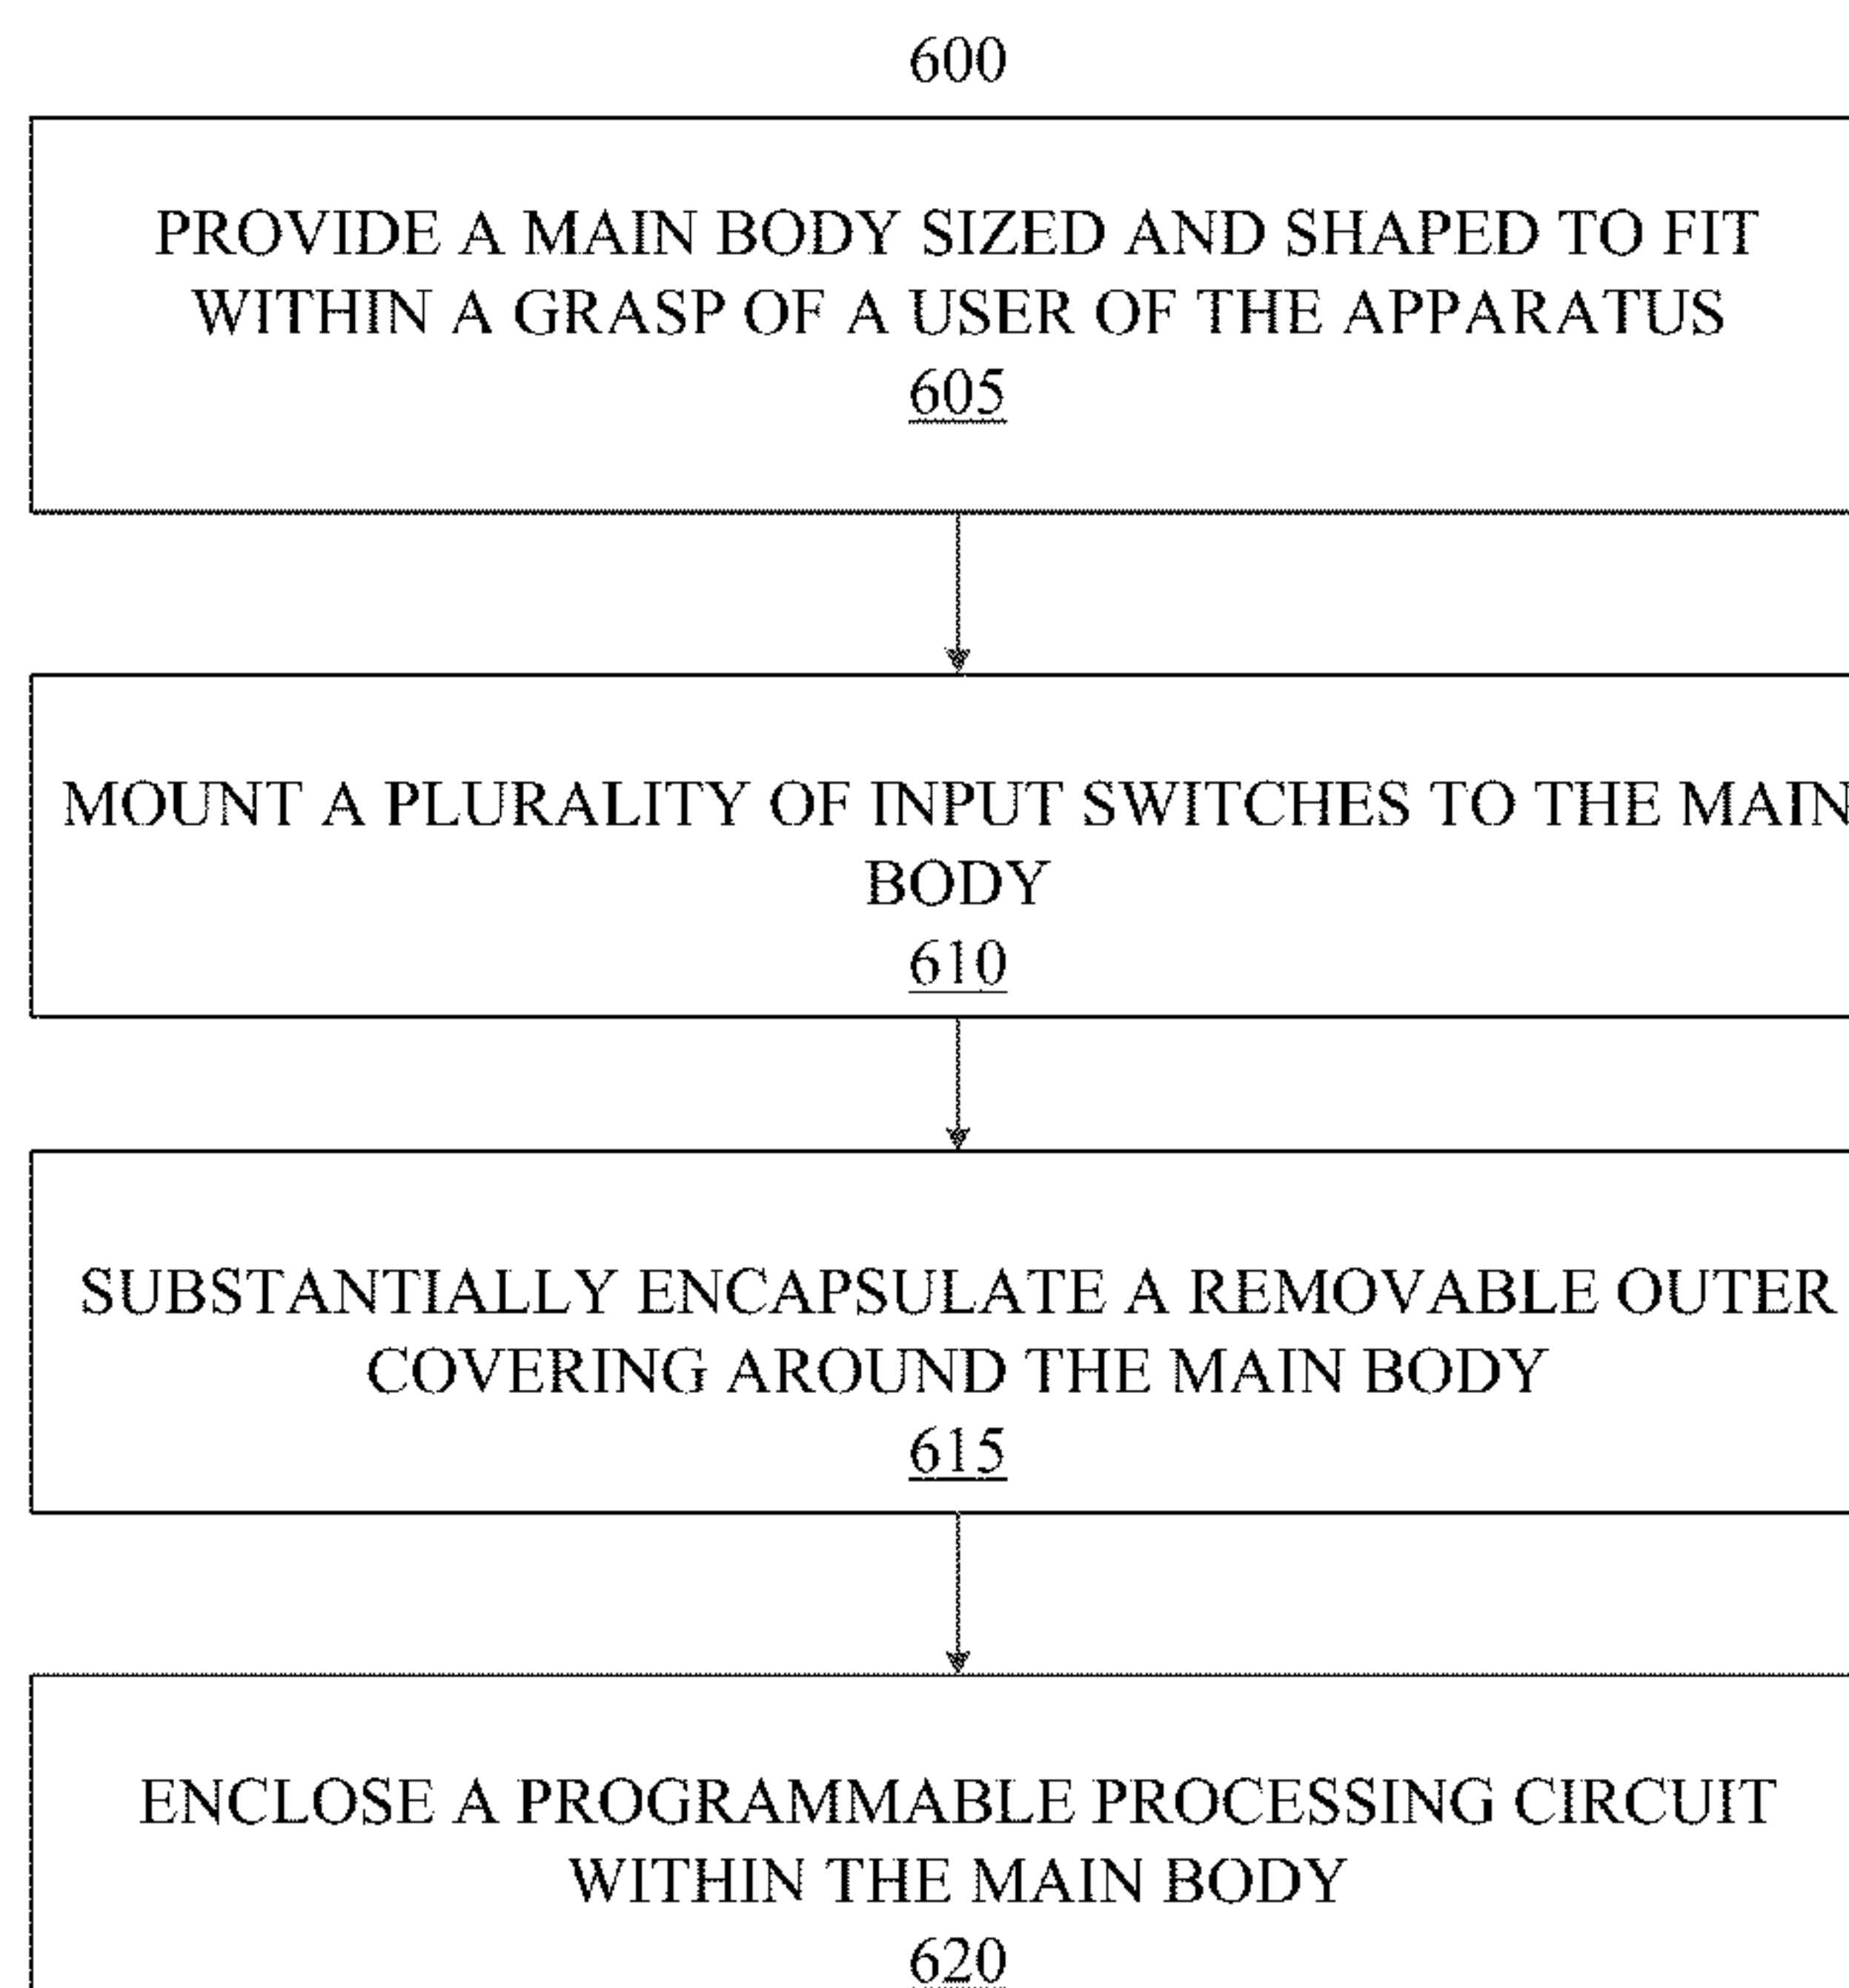 600
PROVIDE A MAIN BODY SIZED AND SHAPED TO FIT
WITHIN A GRASP OF A USER OF THE APPARATUS
605
MOUNT A PLURALITY OF INPUT SWITCHES TO THE MAIN
BODY
610
SUBSTANTIALLY ENCAPSULATE A REMOVABLE OUTER
COVERING AROUND THE MAIN BODY
615
ENCLOSE A PROGRAMMABLE PROCESSING CIRCUIT
WITHIN THE MAIN BODY
620